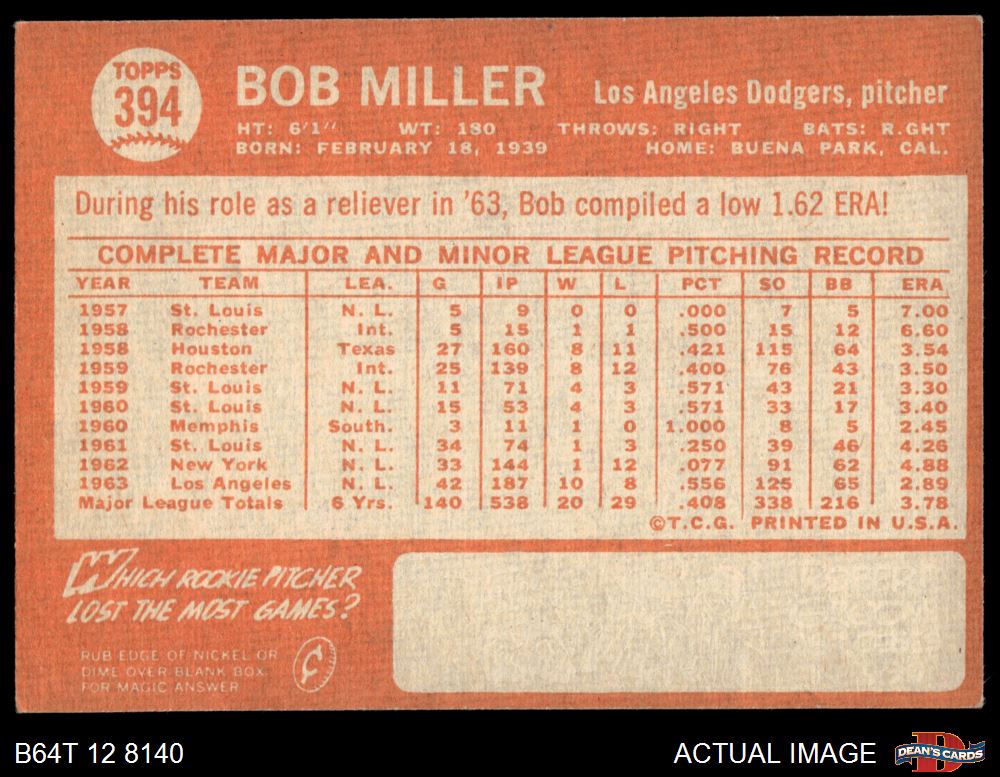 TOPPS
394
BOB MILLER
Los Angeles Dodgers, pitcher
HT: 6'1" WT: 180 THROWS: RIGHT BATS: R.GHT
BORN: FEBRUARY 18, 1939 HOME: BUENA PARK, CAL.
During his role as a reliever in '63, Bob compiled a low 1.62 ERA!
COMPLETE MAJOR AND MINOR LEAGUE PITCHING RECORD
YEAR TEAM LEA. G IP W L PCT SO BB ERA
1957 St. Louis N. L. 5 9 0 0 .000 7 5 7.00
1958 Rochester Int. 5 15 1 1 .500 15 12 6.60
1958 Houston Texas 27 160 8 11 .421 115 64 3.54
1959 Rochester Int. 25 139 8 12 .400 76 43 3.50
1959 St. Louis N. L. 11 71 4 3 .571 43 21 3.30
1960 St. Louis N. L. 15 53 4 3 .571 33 17 3.40
1960 Memphis South. 3 11 1 0 1.000 8 5 2.45
1961 St. Louis N. L. 34 74 1 3 .250 39 46 4.26
1962 New York N. L. 33 144 1 12 .077 91 62 4.88
1963 Los Angeles N. L. 42 187 10 8 .556 125 65 2.89
Major League Totals 6 Yrs. 140 538 20 29 .408 338 216 3.78
©T.C.G. PRINTED IN U.S.A.
WHICH ROOKIE PITCHER
LOST THE MOST GAMES?
RUB EDGE OF NICKEL OR
DIME OVER BLANK BOX
FOR MAGIC ANSWER
¢
B64T 12 8140
ACTUAL IMAGE
D
DEAN'S CARDS